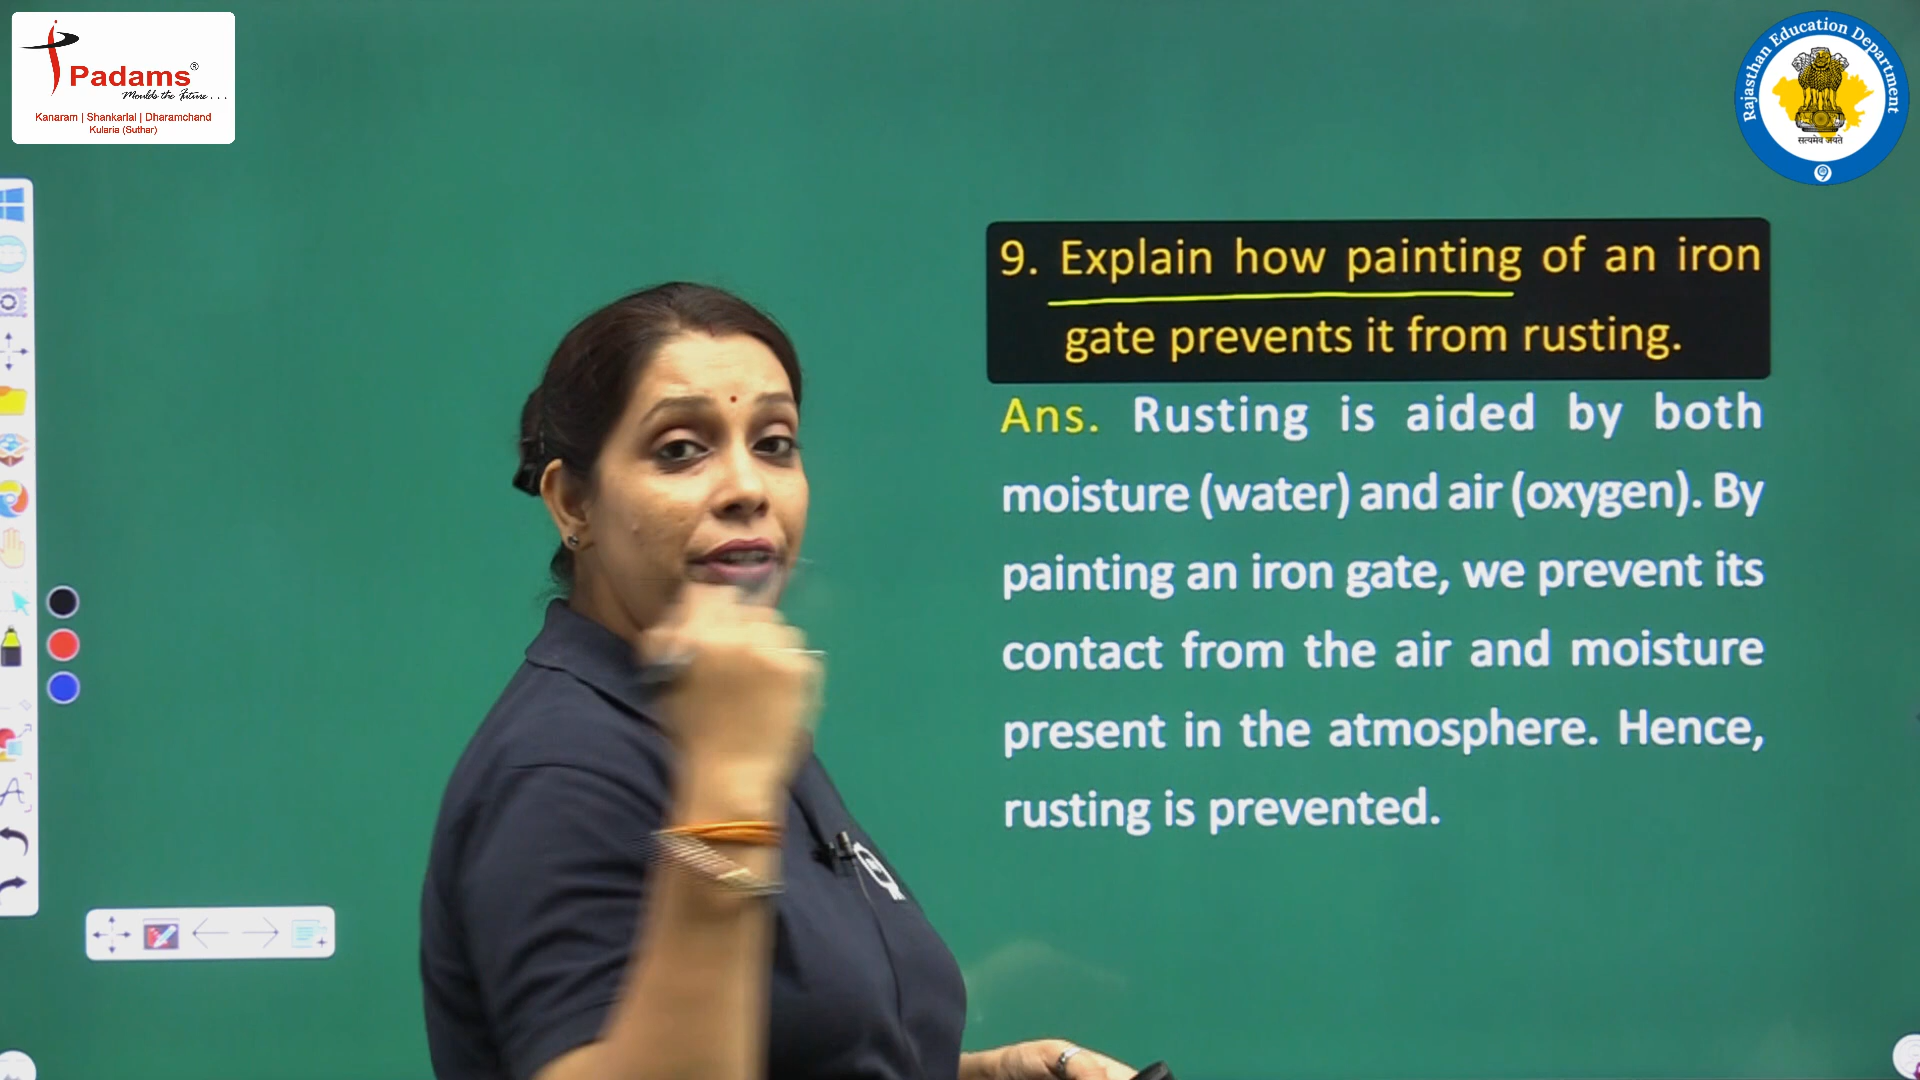 Padams®
Moulds the Future . . .
Kanaram | Shankarlal | Dharamchand
Kularia (Suthar)
Rajasthan Education Department
सत्यमेव जयते
9. Explain how painting of an iron
gate prevents it from rusting.
Ans. Rusting is aided by both
moisture (water) and air (oxygen). By
painting an iron gate, we prevent its
contact from the air and moisture
present in the atmosphere. Hence,
rusting is prevented.